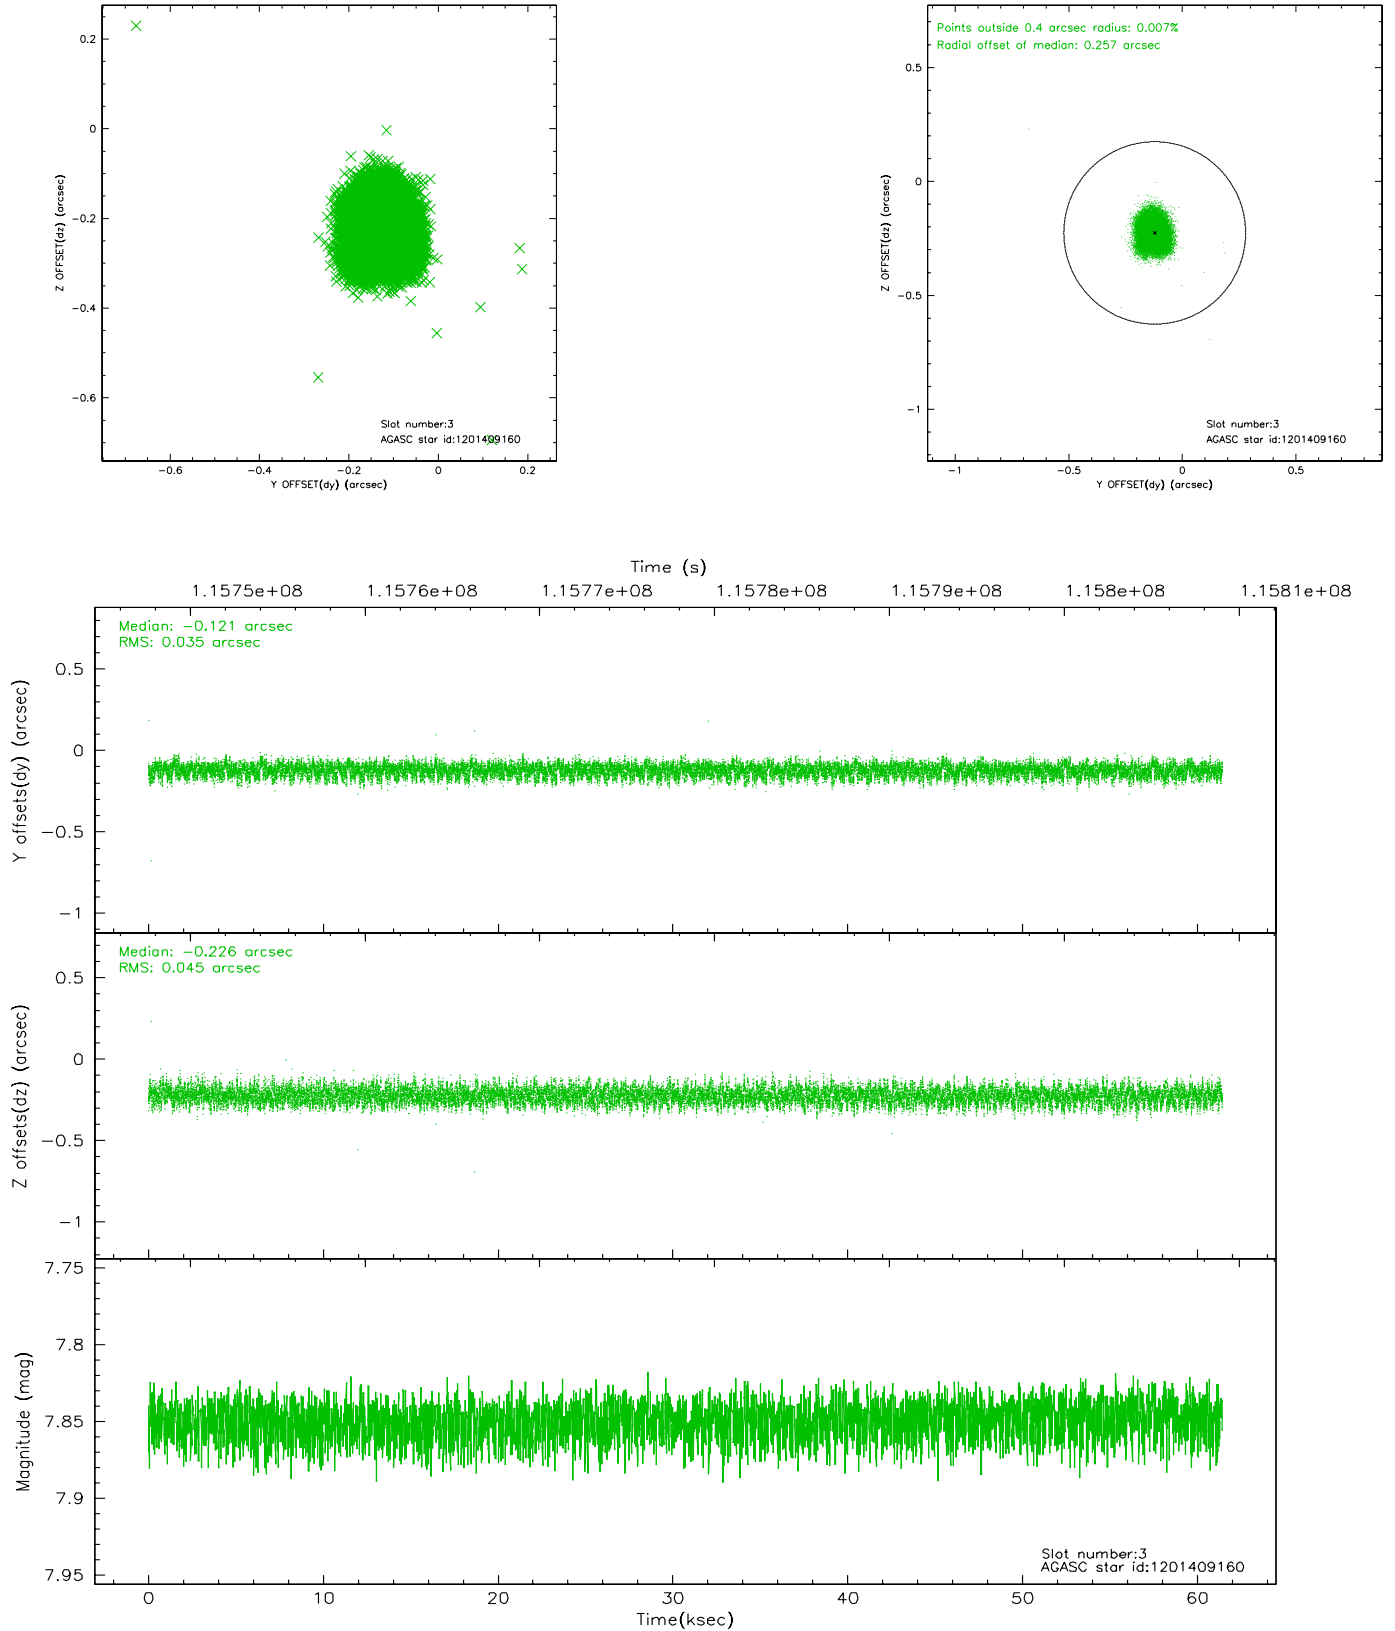 0.2
0
−0.2
−0.4
−0.6
Z OFFSET(dz) (arcsec)
Slot number:3
AGASC star id:1201409160
−0.6
−0.4
−0.2
0
0.2
Y OFFSET(dy) (arcsec)
Points outside 0.4 arcsec radius: 0.007%
Radial offset of median: 0.257 arcsec
0.5
0
−0.5
−1
Z OFFSET(dz) (arcsec)
Slot number:3
AGASC star id:1201409160
−1
−0.5
0
0.5
Y OFFSET(dy) (arcsec)
Time (s)
1.1575e+08
1.1576e+08
1.1577e+08
1.1578e+08
1.1579e+08
1.158e+08
1.1581e+08
Median: −0.121 arcsec
RMS: 0.035 arcsec
0.5
0
−0.5
−1
Y offsets(dy) (arcsec)
Median: −0.226 arcsec
RMS: 0.045 arcsec
0.5
0
−0.5
−1
Z offsets(dz) (arcsec)
7.75
7.8
7.85
7.9
7.95
Magnitude (mag)
Slot number:3
AGASC star id:1201409160
0
10
20
30
40
50
60
Time(ksec)